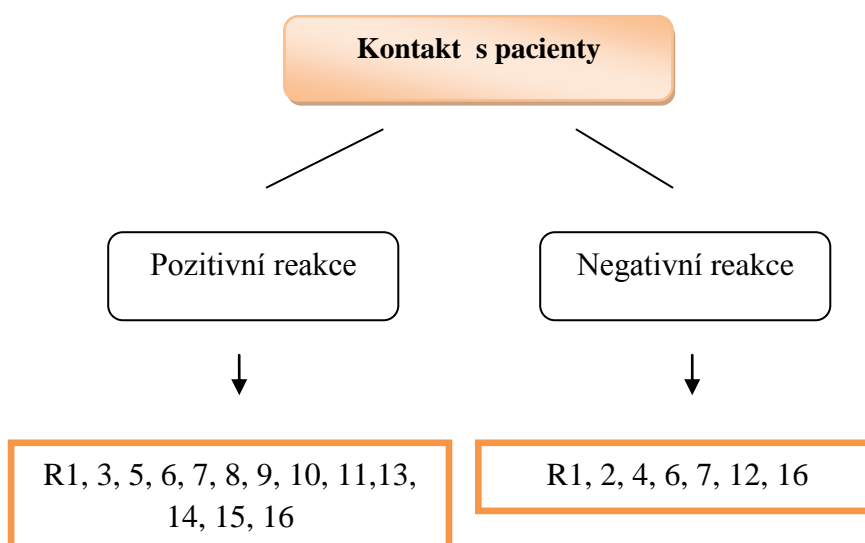 Kontakt s pacienty
Pozitivní reakce
Negativní reakce
R1, 3, 5, 6, 7, 8, 9, 10, 11,13,
14, 15, 16
R1, 2, 4, 6, 7, 12, 16